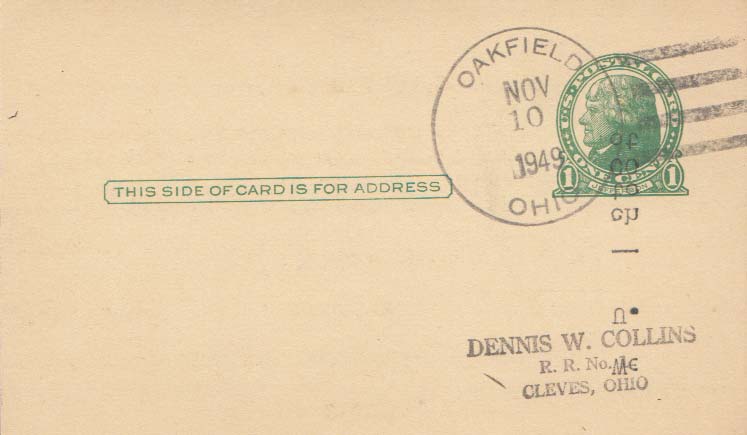 OAKFIELD
NOV
10
1949
OHIO
U.S. POSTAL CARD
ONE CENT
1 JEFFERSON 1
THIS SIDE OF CARD IS FOR ADDRESS
DENNIS W. COLLINS
R. R. No. 1
CLEVES, OHIO